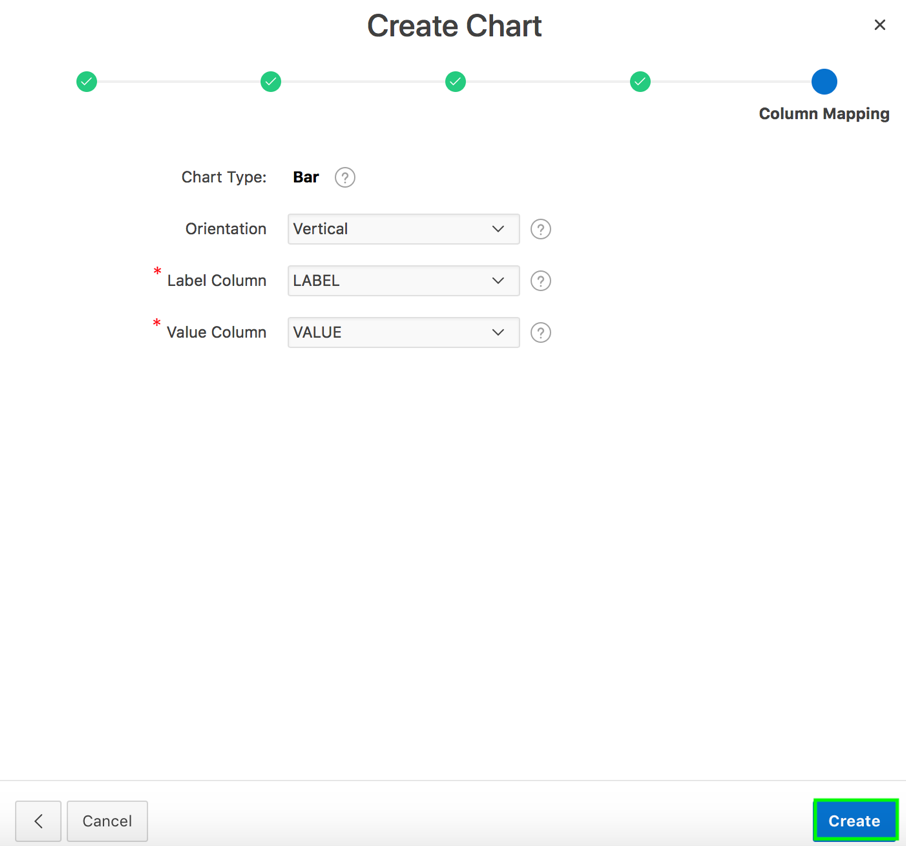 Create Chart
Column Mapping
Chart Type: Bar ?
Orientation Vertical ?
* Label Column LABEL ?
* Value Column VALUE ?
Cancel Create